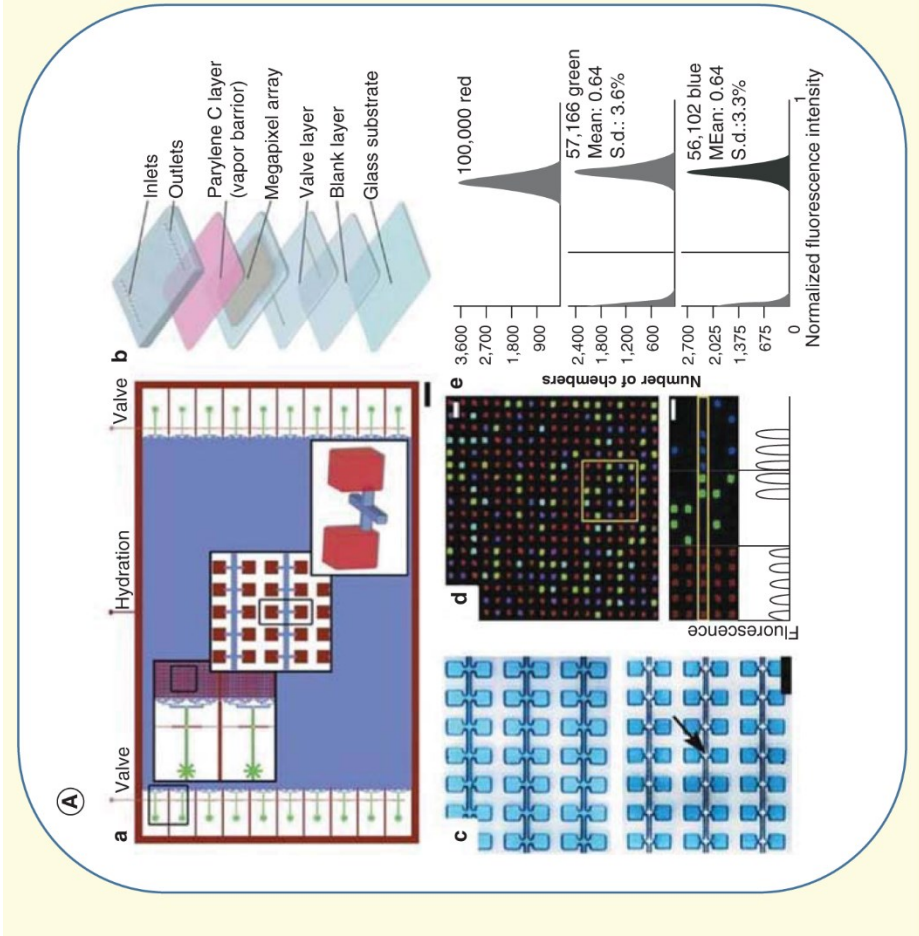 A
a
Valve
Hydration
Valve
b
Inlets
Outlets
Parylene C layer
(vapor barrier)
Megapixel array
Valve layer
Blank layer
Glass substrate
c
d
Fluorescence
e
Number of chambers
3,600
2,700
1,800
900
100,000 red
2,400
1,800
1,200
600
57,166 green
Mean: 0.64
S.d.: 3.6%
2,700
2,025
1,375
675
56,102 blue
MEan: 0.64
S.d.:3.3%
0
1
Normalized fluorescence intensity